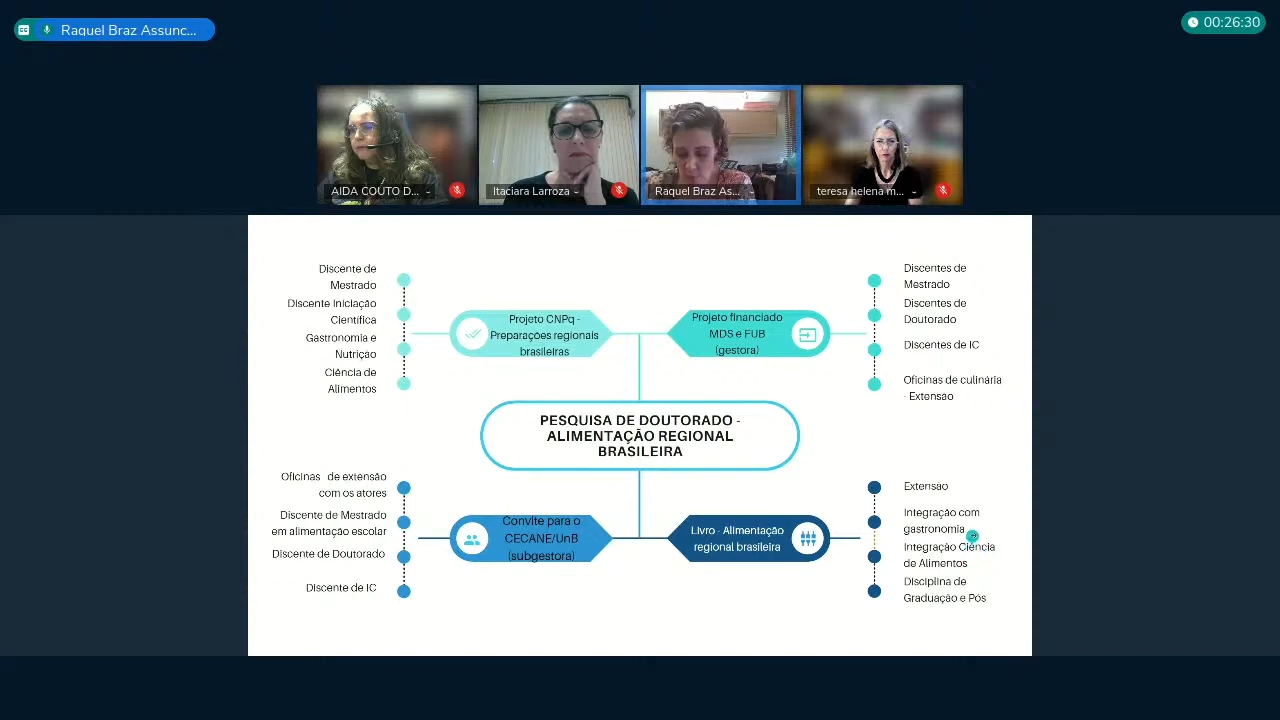 Raquel Braz Assunc...
00:26:30
AIDA COUTO D...
Itaciara Larroza
Raquel Braz As...
teresa helena m...
Discente de
Mestrado
Discente Iniciação
Científica
Gastronomia e
Nutrição
Ciência de
Alimentos
Projeto CNPq -
Preparações regionais
brasileiras
Projeto financiado
MDS e FUB
(gestora)
Discentes de
Mestrado
Discentes de
Doutorado
Discentes de IC
Oficinas de culinária
- Extensão
PESQUISA DE DOUTORADO -
ALIMENTAÇÃO REGIONAL
BRASILEIRA
Oficinas de extensão
com os atores
Discente de Mestrado
em alimentação escolar
Discente de Doutorado
Discente de IC
Convite para o
CECANE/UnB
(subgestora)
Livro - Alimentação
regional brasileira
Extensão
Integração com
gastronomia
Integração Ciência
de Alimentos
Disciplina de
Graduação e Pós